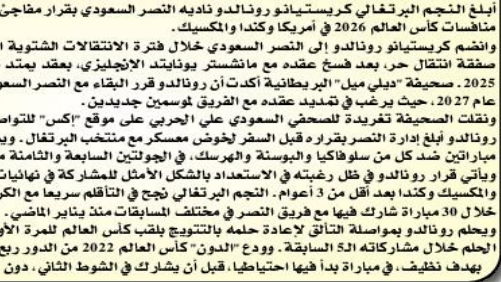 أبلغ النجم البرتغالي كريستيانو رونالدو ناديه النصر السعودي بقرار مفاجئ
منافسات كأس العالم 2026 في أمريكا وكندا والمكسيك.
وانضم كريستيانو رونالدو إلى النصر السعودي خلال فترة الانتقالات الشتوية
صفقة انتقال حر، بعد فسخ عقده مع مانشستر يونايتد الإنجليزي، بعقد يمتد
2025. صحيفة "ديلي ميل" البريطانية أكدت أن رونالدو قرر البقاء مع النصر
عام 2027، حيث يرغب في تمديد عقده مع الفريق لموسمين جديدين.
ونقلت الصحيفة تغريدة للصحفي السعودي علي الحربي على موقع "إكس"
رونالدو أبلغ إدارة النصر بقراره قبل السفر لخوض معسكر مع منتخب البرتغال.
مباراتين ضد كل من سلوفاكيا والبوسنة والهرسك، في الجولتين السابعة والثامنة
ويأتي قرار رونالدو في ظل رغبته في الاستعداد بالشكل الأمثل للمشاركة في نهائيات
والمكسيك وكندا بعد أقل من 3 أعوام. النجم البرتغالي نجح في التأقلم سريعا مع
خلال 30 مباراة شارك فيها مع فريق النصر في مختلف المسابقات منذ يناير الماضي.
ويحلم رونالدو بمواصلة التألق لإعادة حلمه بالتتويج بلقب كأس العالم للمرة
الحلم خلال مشاركاته الـ5 السابقة. وودع "الدون" كأس العالم 2022 من الدور
بهدف نظيف، في مباراة بدأ فيها احتياطيا، قبل أن يشارك في الشوط الثاني، دون